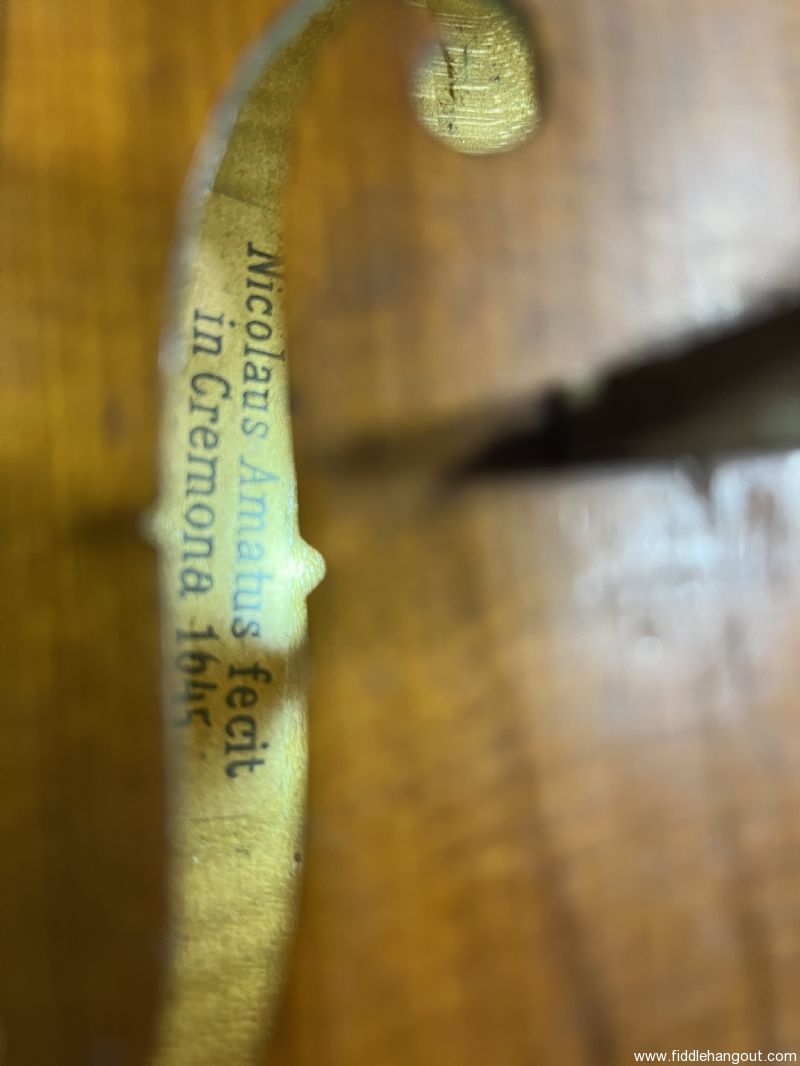 Nicolaus Amatus fecit
in Cremona 1645
www.fiddlehangout.com